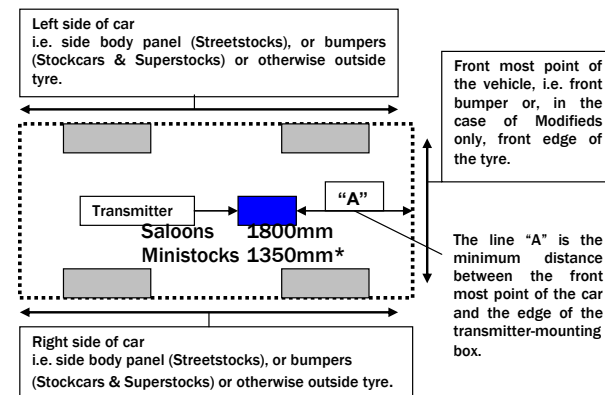 Left side of car
i.e. side body panel (Streetstocks), or bumpers
(Stockcars & Superstocks) or otherwise outside
tyre.
Front most point of
the vehicle, i.e. front
bumper or, in the
case of Modifieds
only, front edge of
the tyre.
"A"
Transmitter
Saloons 1800mm
Ministocks 1350mm*
The line "A" is the
minimum distance
between the front
most point of the car
and the edge of the
transmitter-mounting
box.
Right side of car
i.e. side body panel (Streetstocks), or bumpers
(Stockcars & Superstocks) or otherwise outside tyre.